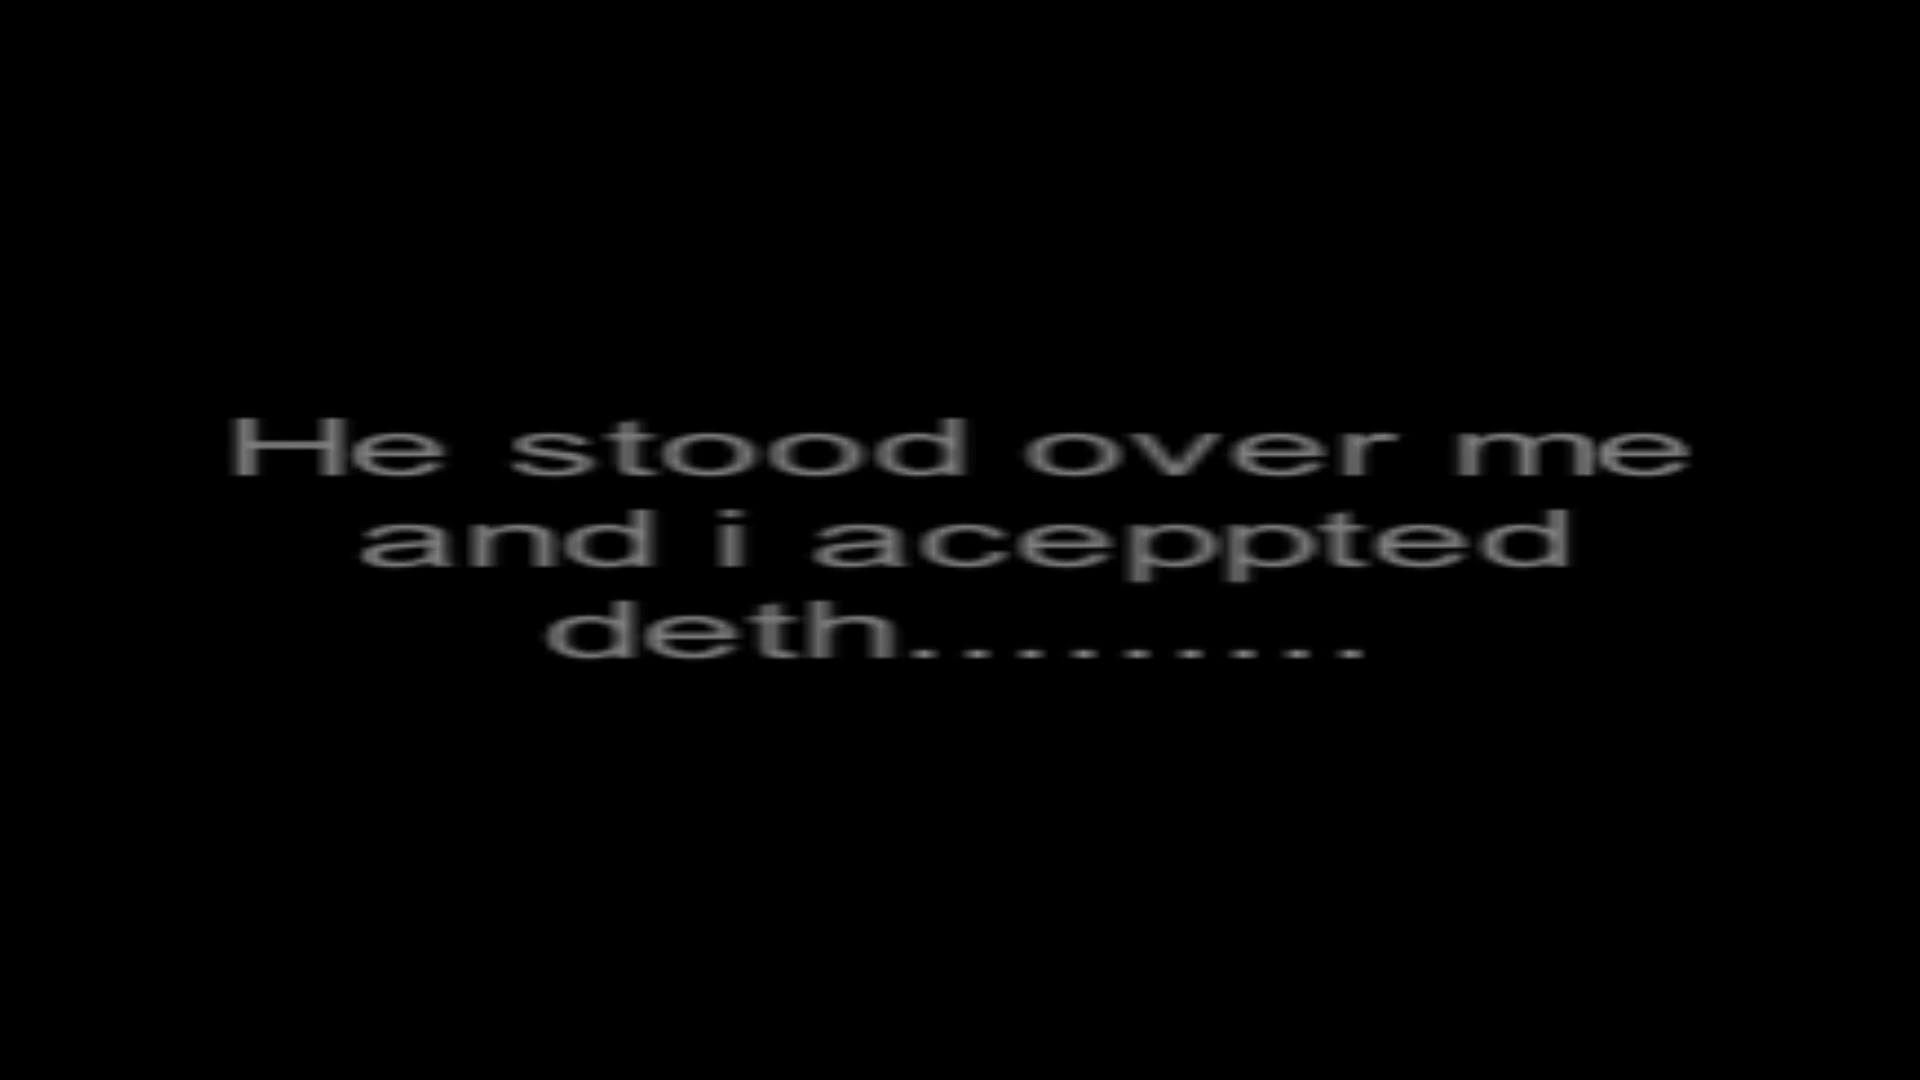 He stood over me
and i aceppted
deth.........